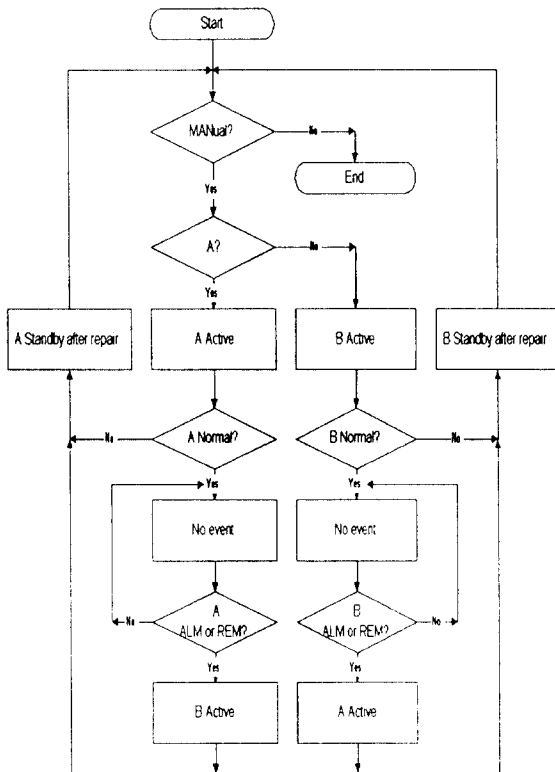 Start
MANual?
No
End
Yes
A?
No
Yes
A Standby after repair
A Active
B Active
B Standby after repair
No
A Normal?
B Normal?
No
Yes
Yes
No event
No event
No
A
ALM or REM?
B
ALM or REM?
No
Yes
Yes
B Active
A Active